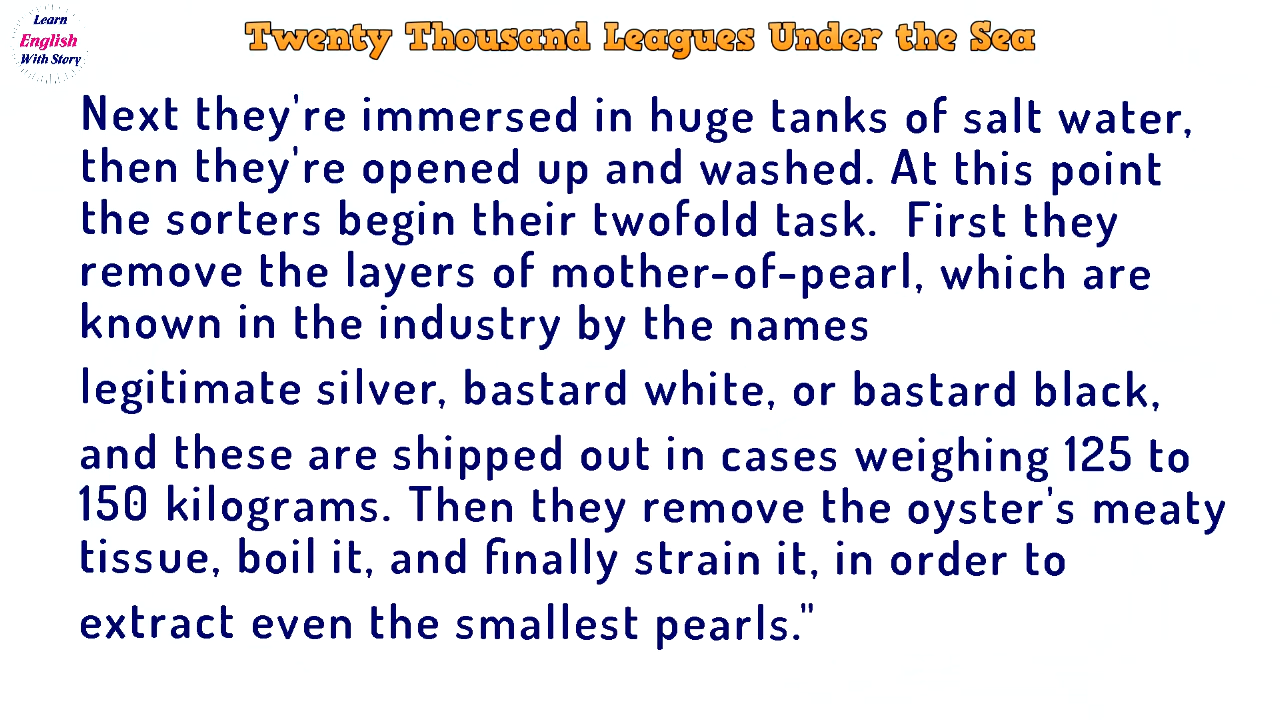 Learn
English
With Story
Twenty Thousand Leagues Under the Sea
Next they're immersed in huge tanks of salt water,
then they're opened up and washed. At this point
the sorters begin their twofold task.  First they
remove the layers of mother-of-pearl, which are
known in the industry by the names
legitimate silver, bastard white, or bastard black,
and these are shipped out in cases weighing 125 to
150 kilograms. Then they remove the oyster's meaty
tissue, boil it, and finally strain it, in order to
extract even the smallest pearls."